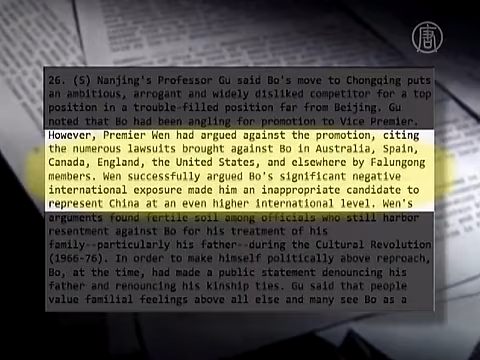 唐
26. (S) Nanjing's Professor Gu said Bo's move to Chongqing puts
an ambitious, arrogant and widely disliked competitor for a top
position in a trouble-filled position far from Beijing. Gu
noted that Bo had been angling for promotion to Vice Premier.
However, Premier Wen had argued against the promotion, citing
the numerous lawsuits brought against Bo in Australia, Spain,
Canada, England, the United States, and elsewhere by Falungong
members. Wen successfully argued Bo's significant negative
international exposure made him an inappropriate candidate to
represent China at an even higher international level. Wen's
arguments found fertile soil among officials who still harbor
resentment against Bo for his treatment of his
family--particularly his father--during the Cultural Revolution
(1966-76). In order to make himself politically above reproach,
Bo, at the time, had made a public statement denouncing his
father and renouncing his kinship ties. Gu said that people
value familial feelings above all else and many see Bo as a